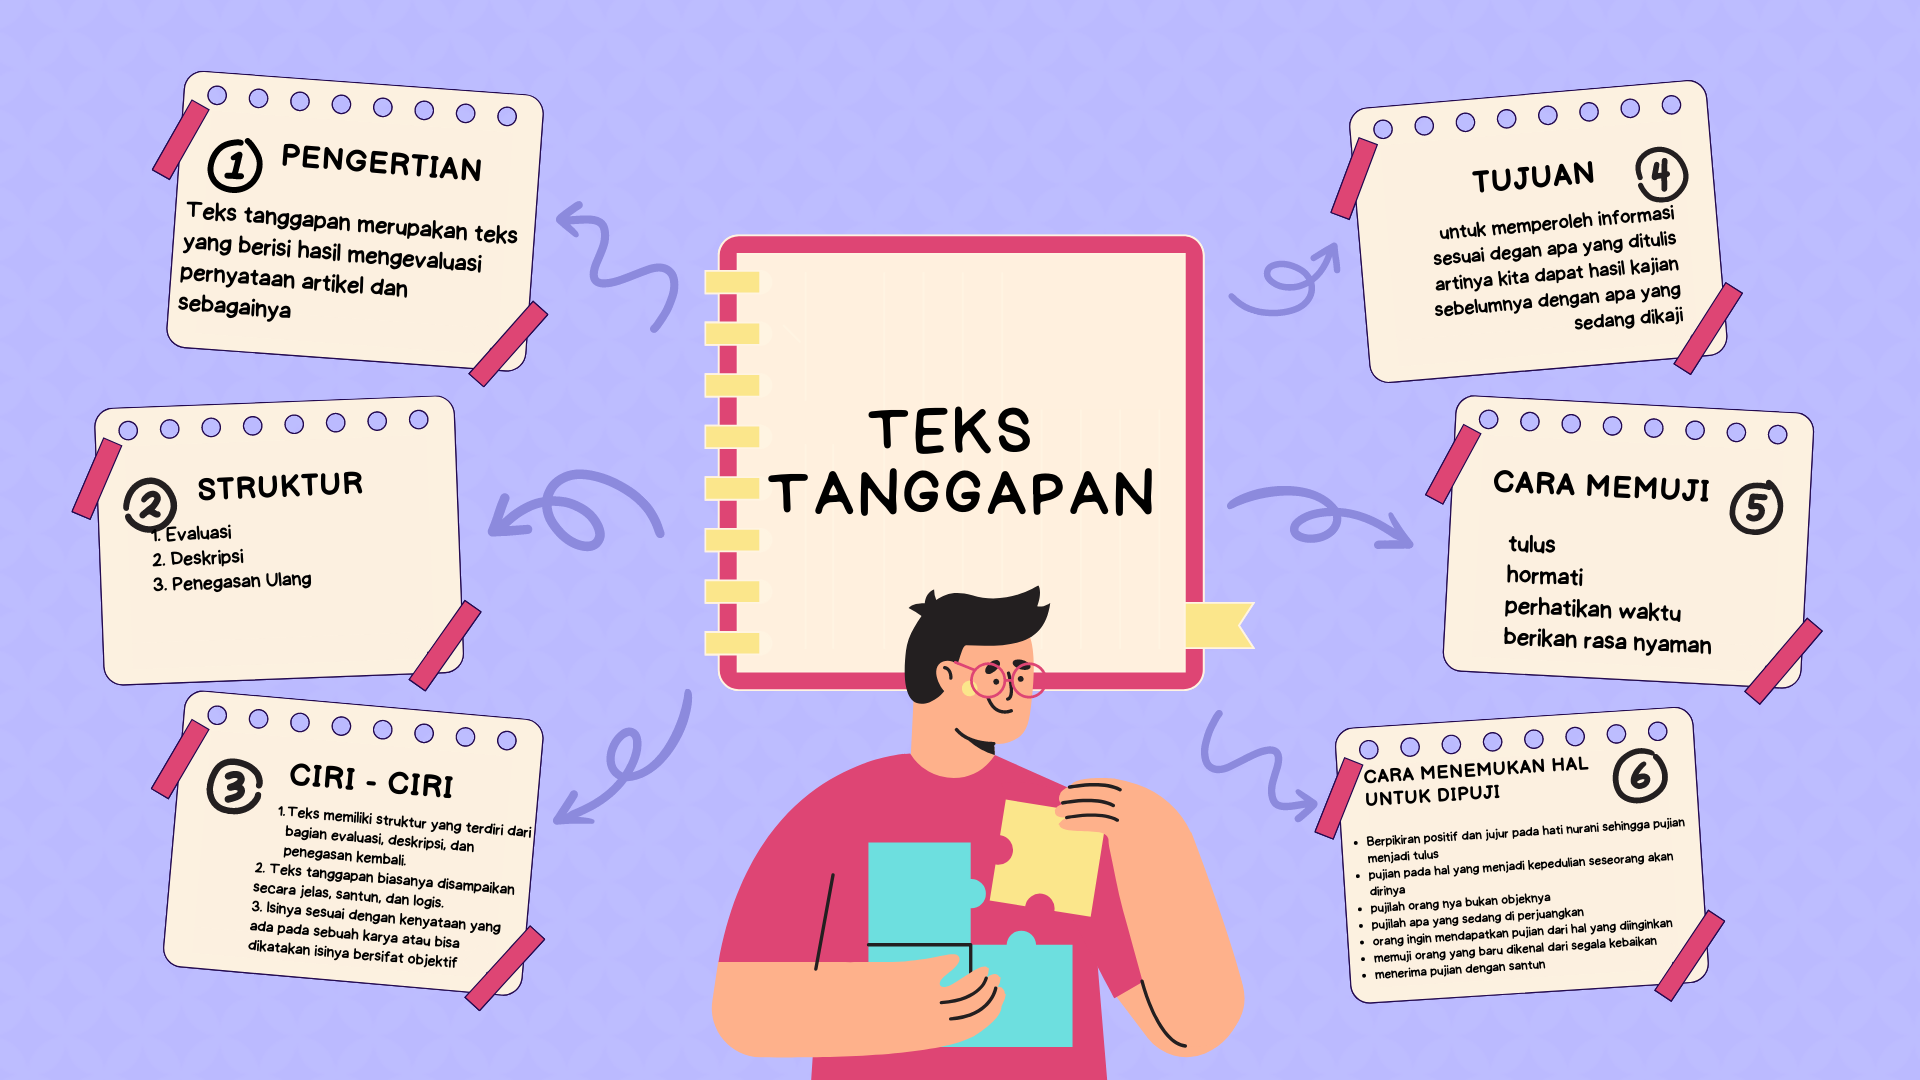 TEKS
TANGGAPAN
1
PENGERTIAN
Teks tanggapan merupakan teks
yang berisi hasil mengevaluasi
pernyataan artikel dan
sebagainya
2
STRUKTUR
1. Evaluasi
2. Deskripsi
3. Penegasan Ulang
3
CIRI - CIRI
1. Teks memiliki struktur yang terdiri dari
bagian evaluasi, deskripsi, dan
penegasan kembali.
2. Teks tanggapan biasanya disampaikan
secara jelas, santun, dan logis.
3. Isinya sesuai dengan kenyataan yang
ada pada sebuah karya atau bisa
dikatakan isinya bersifat objektif
TUJUAN
4
untuk memperoleh informasi
sesuai degan apa yang ditulis
artinya kita dapat hasil kajian
sebelumnya dengan apa yang
sedang dikaji
CARA MEMUJI
5
tulus
hormati
perhatikan waktu
berikan rasa nyaman
CARA MENEMUKAN HAL
UNTUK DIPUJI
6
• Berpikiran positif dan jujur pada hati nurani sehingga pujian
menjadi tulus
• pujian pada hal yang menjadi kepedulian seseorang akan
dirinya
• pujilah orang nya bukan objeknya
• pujilah apa yang sedang di perjuangkan
• orang ingin mendapatkan pujian dari hal yang diinginkan
• memuji orang yang baru dikenal dari segala kebaikan
• menerima pujian dengan santun